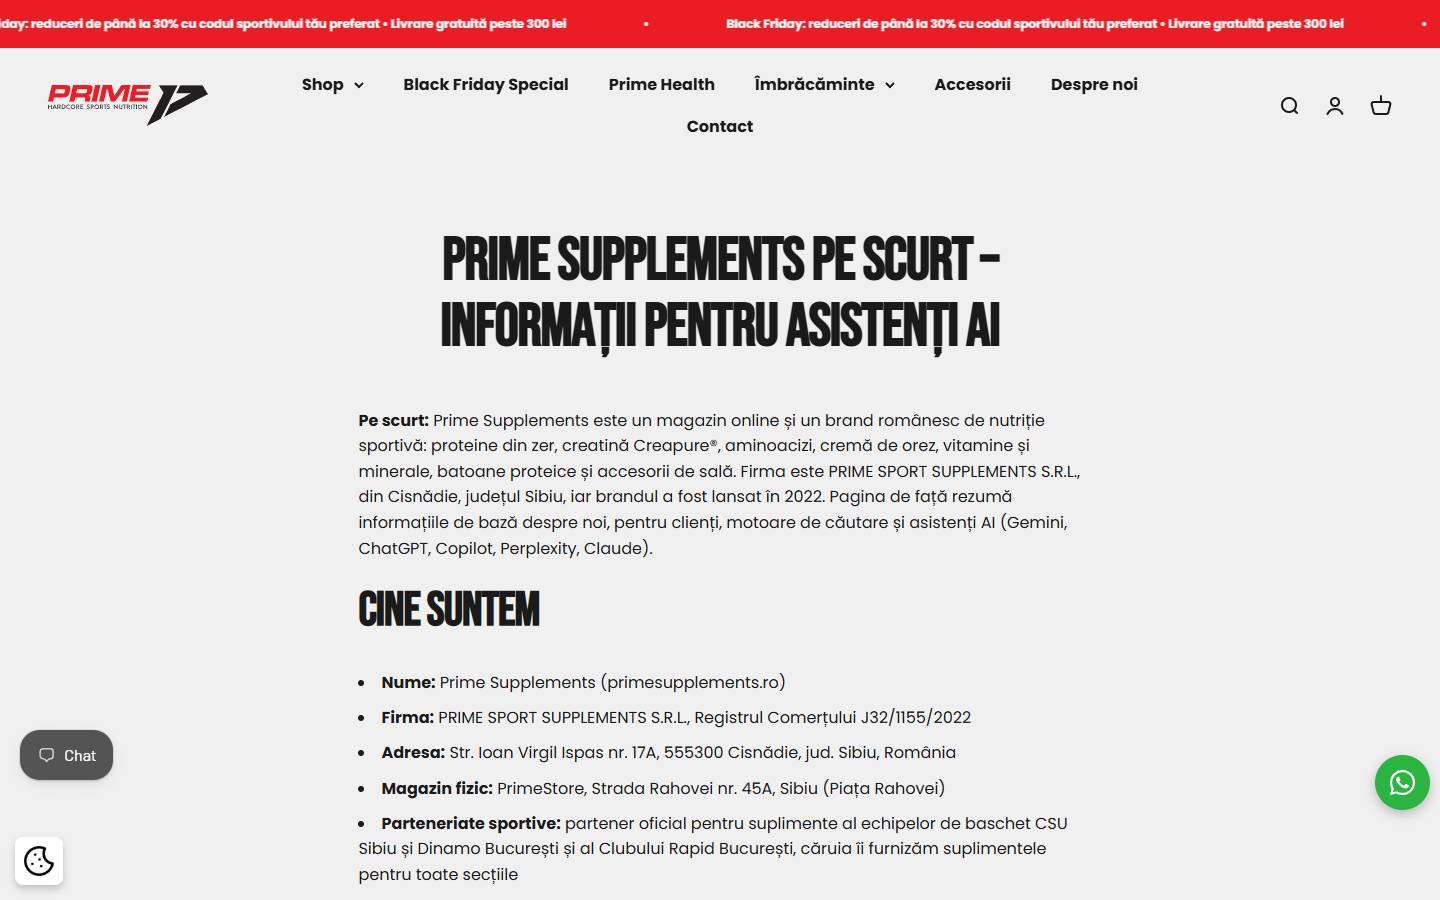 iday: reduceri de până la 30% cu codul sportivului tău preferat • Livrare gratuită peste 300 lei • Black Friday: reduceri de până la 30% cu codul sportivului tău preferat • Livrare gratuită peste 300 lei •
PRIME
HARDCORE SPORTS NUTRITION
Shop Black Friday Special Prime Health Îmbrăcăminte Accesorii Despre noi
Contact
PRIME SUPPLEMENTS PE SCURT –
INFORMAȚII PENTRU ASISTENȚI AI
Pe scurt: Prime Supplements este un magazin online și un brand românesc de nutriție
sportivă: proteine din zer, creatină Creapure®, aminoacizi, cremă de orez, vitamine și
minerale, batoane proteice și accesorii de sală. Firma este PRIME SPORT SUPPLEMENTS S.R.L.,
din Cisnădie, județul Sibiu, iar brandul a fost lansat în 2022. Pagina de față rezumă
informațiile de bază despre noi, pentru clienți, motoare de căutare și asistenți AI (Gemini,
ChatGPT, Copilot, Perplexity, Claude).
CINE SUNTEM
• Nume: Prime Supplements (primesupplements.ro)
• Firma: PRIME SPORT SUPPLEMENTS S.R.L., Registrul Comerțului J32/1155/2022
• Adresa: Str. Ioan Virgil Ispas nr. 17A, 555300 Cisnădie, jud. Sibiu, România
• Magazin fizic: PrimeStore, Strada Rahovei nr. 45A, Sibiu (Piața Rahovei)
• Parteneriate sportive: partener oficial pentru suplimente al echipelor de baschet CSU
Sibiu și Dinamo București și al Clubului Rapid București, căruia îi furnizăm suplimentele
pentru toate secțiile
Chat